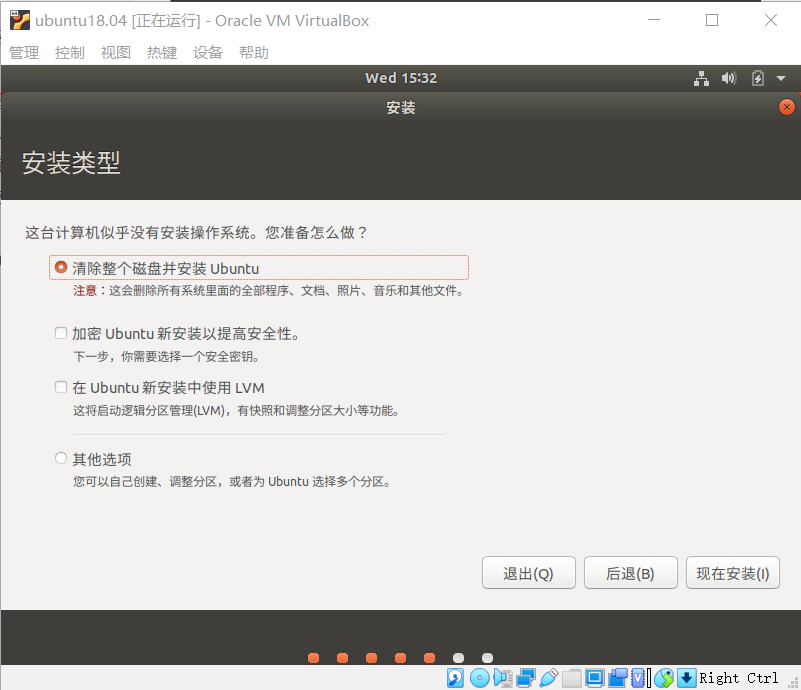 ubuntu18.04 [正在运行] - Oracle VM VirtualBox
管理 控制 视图 热键 设备 帮助
Wed 15:32
安装
安装类型
这台计算机似乎没有安装操作系统。您准备怎么做？
清除整个磁盘并安装 Ubuntu
注意：这会删除所有系统里面的全部程序、文档、照片、音乐和其他文件。
加密 Ubuntu 新安装以提高安全性。
下一步，你需要选择一个安全密钥。
在 Ubuntu 新安装中使用 LVM
这将启动逻辑分区管理(LVM)，有快照和调整分区大小等功能。
其他选项
您可以自己创建、调整分区，或者为 Ubuntu 选择多个分区。
退出(Q) 后退(B) 现在安装(I)
Right Ctrl